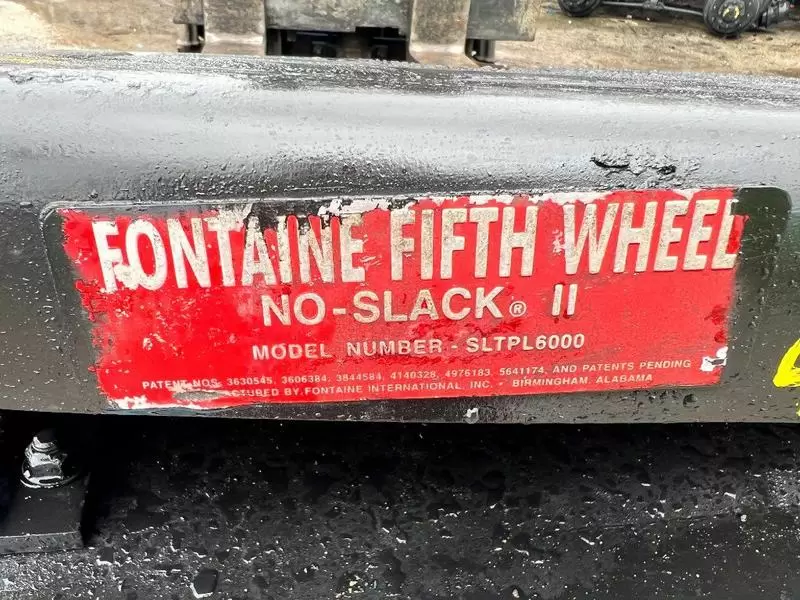 FONTAINE FIFTH WHEEL
NO-SLACK® II
MODEL NUMBER - SLTPL6000
PATENT NOS. 3630545, 3606384, 3844584, 4140328, 4976183, 5641174, AND PATENTS PENDING
BY FONTAINE INTERNATIONAL, INC. • BIRMINGHAM, ALABAMA